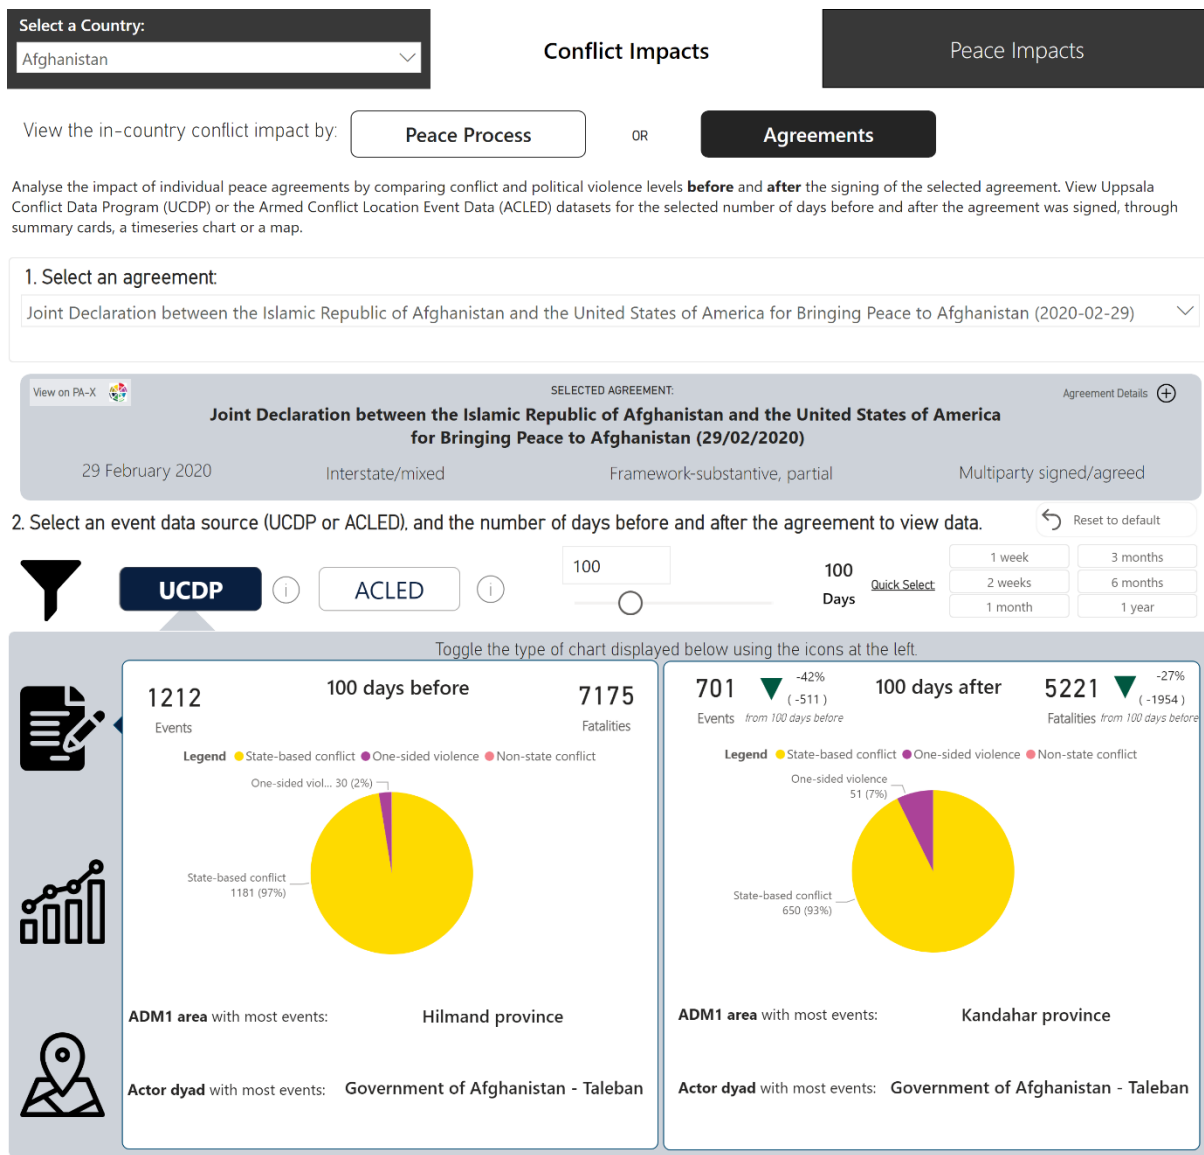 Select a Country:
Afghanistan
Conflict Impacts
Peace Impacts
View the in-country conflict impact by:
Peace Process
OR
Agreements
Analyse the impact of individual peace agreements by comparing conflict and political violence levels before and after the signing of the selected agreement. View Uppsala
Conflict Data Program (UCDP) or the Armed Conflict Location Event Data (ACLED) datasets for the selected number of days before and after the agreement was signed, through
summary cards, a timeseries chart or a map.
1. Select an agreement:
Joint Declaration between the Islamic Republic of Afghanistan and the United States of America for Bringing Peace to Afghanistan (2020-02-29)
View on PA-X
SELECTED AGREEMENT:
Agreement Details
Joint Declaration between the Islamic Republic of Afghanistan and the United States of America
for Bringing Peace to Afghanistan (29/02/2020)
29 February 2020
Interstate/mixed
Framework-substantive, partial
Multiparty signed/agreed
2. Select an event data source (UCDP or ACLED), and the number of days before and after the agreement to view data.
Reset to default
UCDP
i
ACLED
i
100
100
Days
Quick Select:
1 week
3 months
2 weeks
6 months
1 month
1 year
Toggle the type of chart displayed below using the icons at the left.
1212
Events
100 days before
7175
Fatalities
Legend State-based conflict One-sided violence Non-state conflict
One-sided viol... 30 (2%)
State-based conflict
1181 (97%)
ADM1 area with most events:
Hilmand province
Actor dyad with most events:
Government of Afghanistan - Taleban
701
-42%
(-511)
Events
from 100 days before
100 days after
5221
-27%
(-1954)
Fatalities
from 100 days before
Legend State-based conflict One-sided violence Non-state conflict
One-sided violence
51 (7%)
State-based conflict
650 (93%)
ADM1 area with most events:
Kandahar province
Actor dyad with most events:
Government of Afghanistan - Taleban